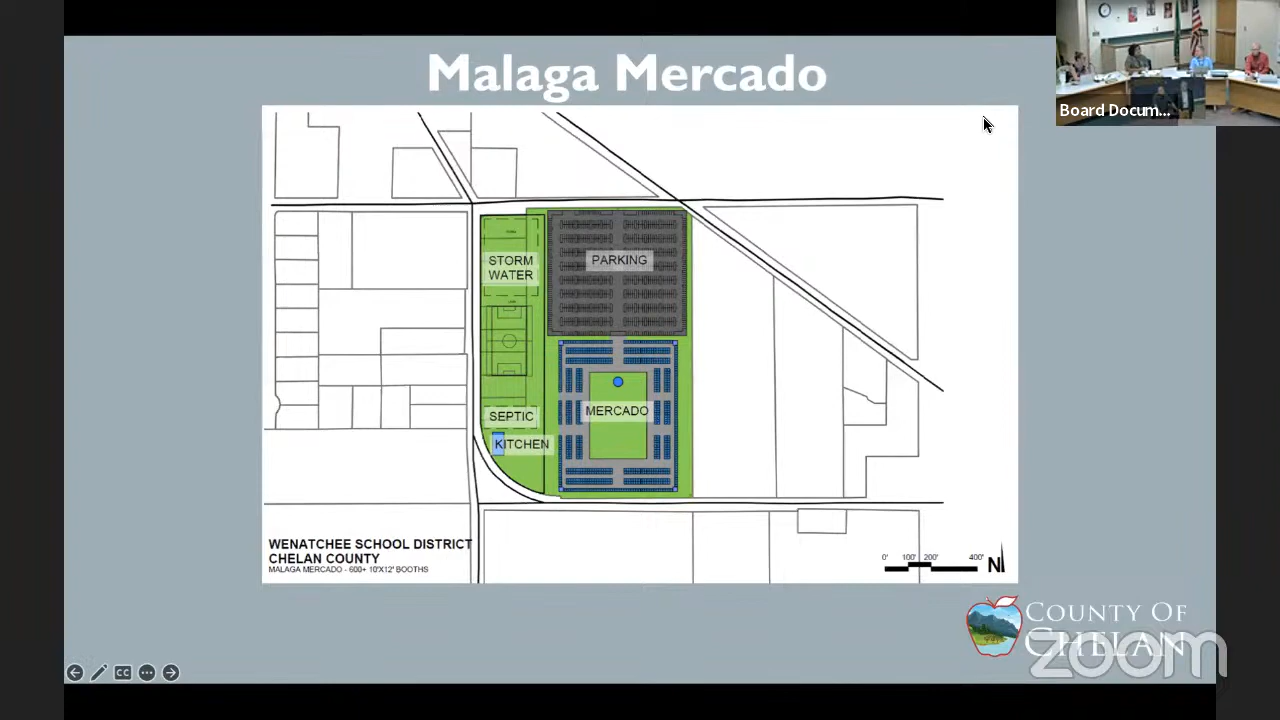 Malaga Mercado
Board Docum...
STORM
WATER
PARKING
SEPTIC
MERCADO
KITCHEN
WENATCHEE SCHOOL DISTRICT
CHELAN COUNTY
MALAGA MERCADO - 600+ 10'X12' BOOTHS
0' 100' 200' 400'
N
COUNTY OF
CHELAN
zoom
CC